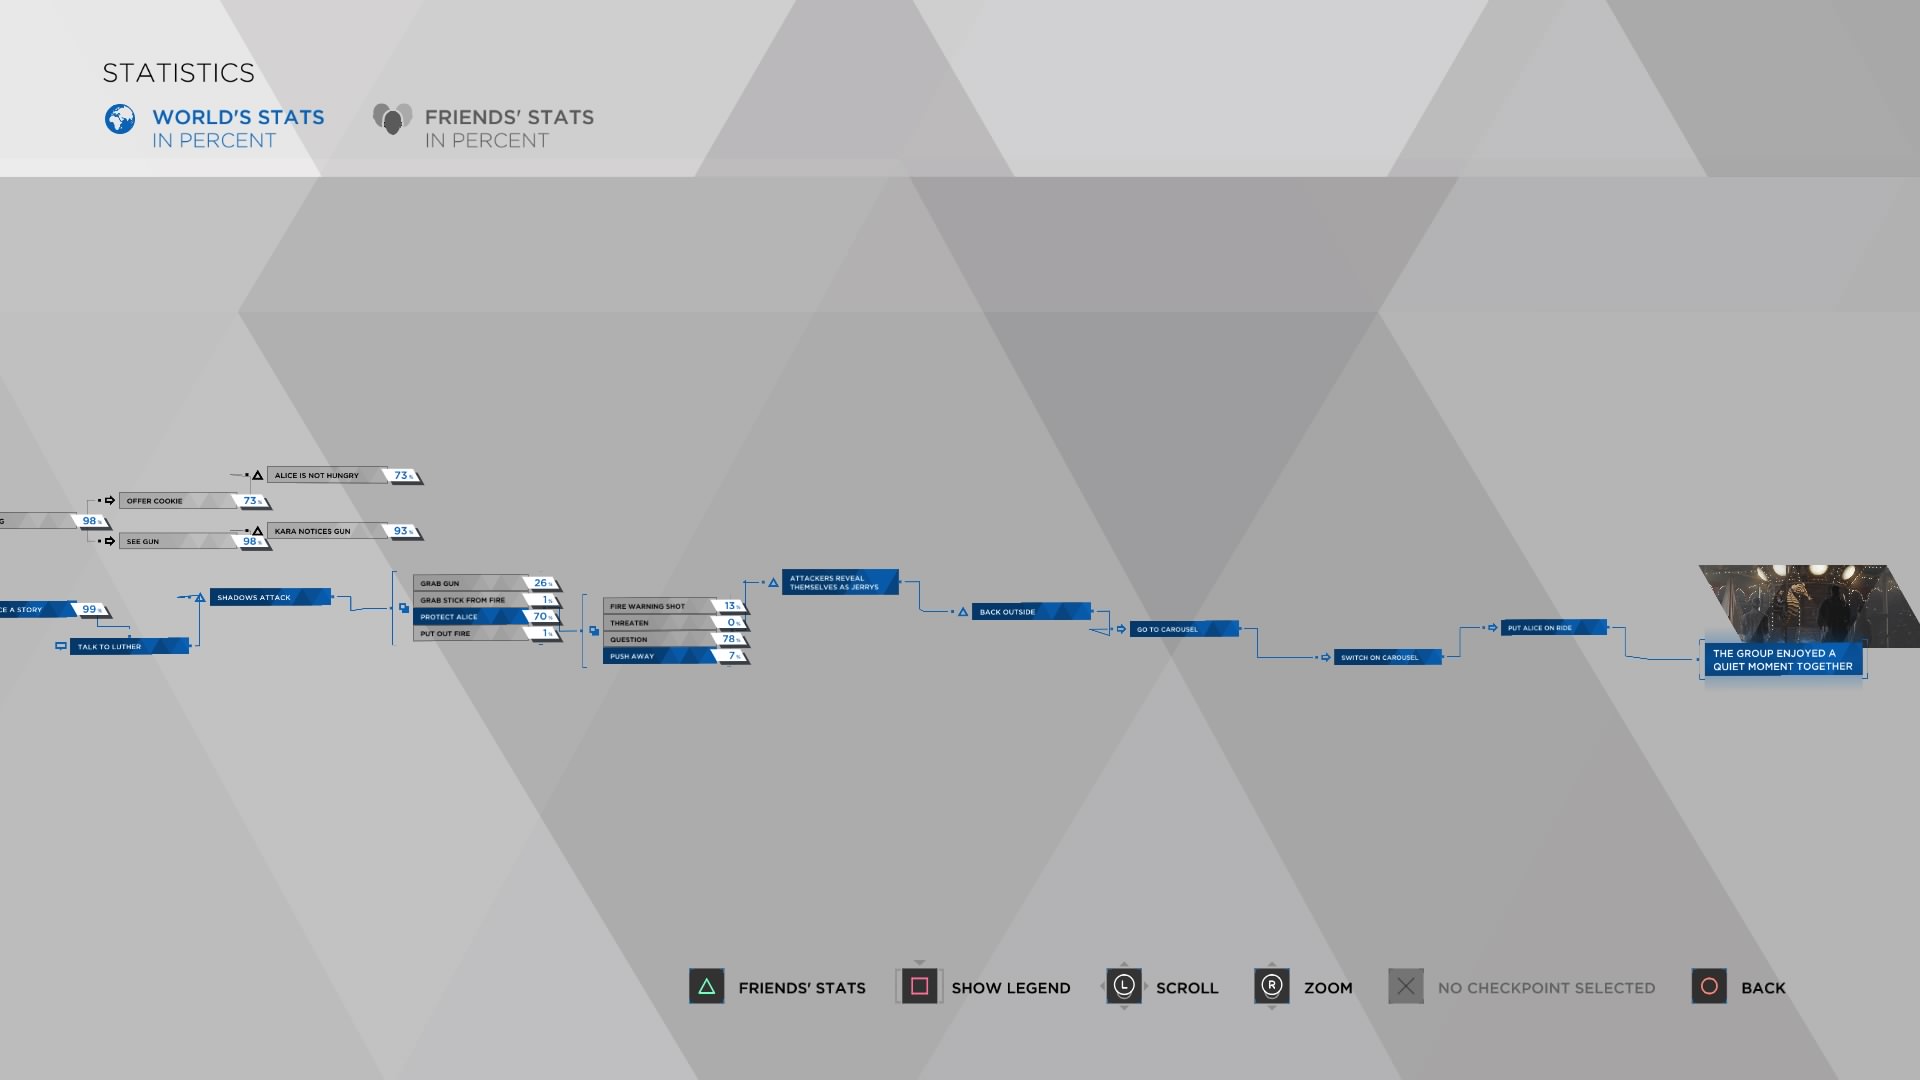 STATISTICS
WORLD'S STATS
IN PERCENT
FRIENDS' STATS
IN PERCENT
ALICE IS NOT HUNGRY 73%
OFFER COOKIE 73%
G 98%
KARA NOTICES GUN 93%
SEE GUN 98%
CE A STORY 99%
TALK TO LUTHER
SHADOWS ATTACK
GRAB GUN 26%
GRAB STICK FROM FIRE 1%
PROTECT ALICE 70%
PUT OUT FIRE 1%
FIRE WARNING SHOT 13%
THREATEN 0%
QUESTION 78%
PUSH AWAY 7%
ATTACKERS REVEAL
THEMSELVES AS JERRYS
BACK OUTSIDE
GO TO CAROUSEL
SWITCH ON CAROUSEL
PUT ALICE ON RIDE
THE GROUP ENJOYED A
QUIET MOMENT TOGETHER
FRIENDS' STATS
SHOW LEGEND
L SCROLL
R ZOOM
NO CHECKPOINT SELECTED
BACK